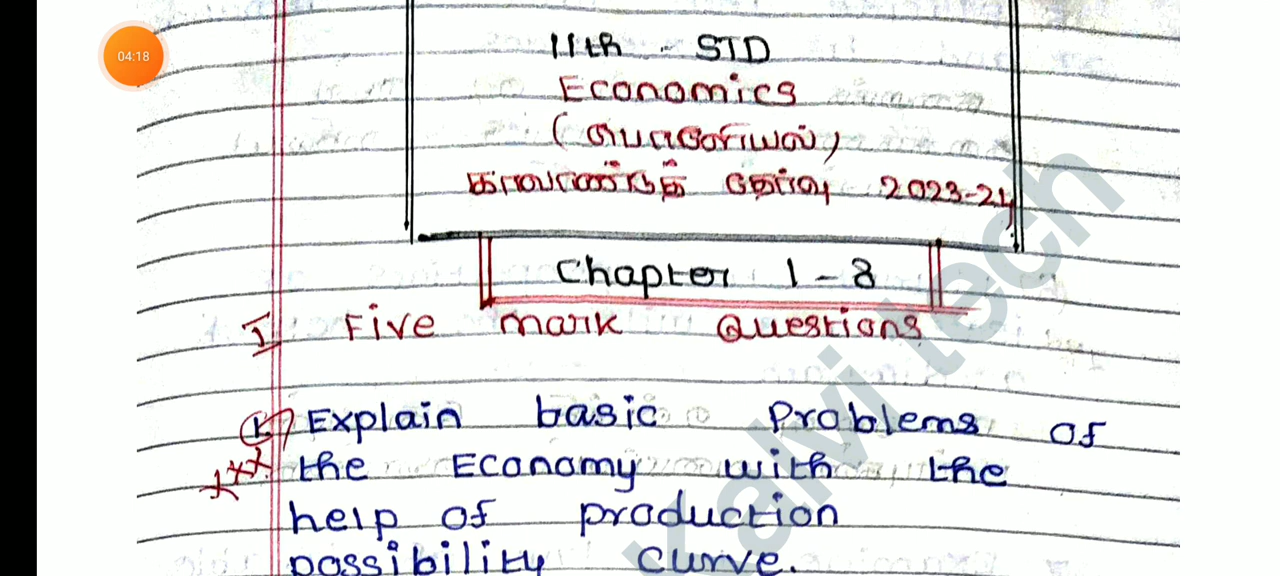 04:18
11th - STD
Economics
(பொருளியல்)
காலாண்டுத் தேர்வு 2023-24
Chapter 1-8
I Five mark Questions
Explain basic Problems of
the Economy with the
help of production
possibility curve.
Kalvi tech